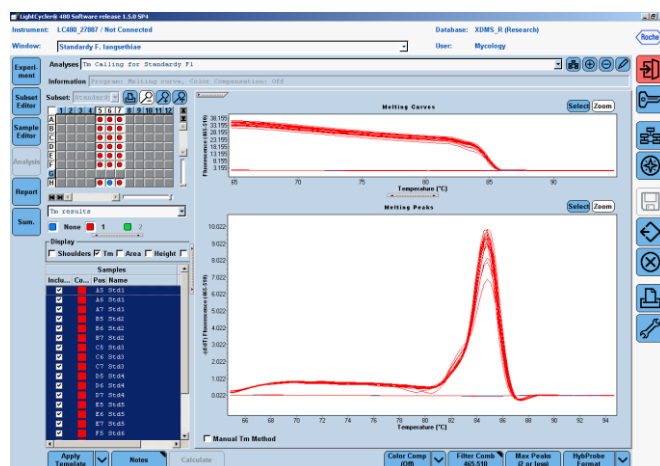 LightCycler® 480 Software release 1.5.0 SP4
Instrument: LC480_27007 / Not Connected Database: XDMS_R (Research)
Window: Standardy F. langsethiae User: Mycology
Roche
Experi-
ment
Analyses Tm Calling for Standardy Fl
Information Program: Melting curve, Color Compensation: Off
Subset
Editor
Subset:
1 2 3 4 5 6 7 8 9 10 11 12
A
B
C
D
E
F
G
H
Sample
Editor
Analysis
Report
Sum.
Tm results
None 1 2
Display
Shoulders Tm Area Height
Samples
Inclu... Co... Pos Name
A5 Std1
A6 Std1
A7 Std1
B5 Std2
B6 Std2
B7 Std2
C5 Std3
C6 Std3
C7 Std3
D5 Std4
D6 Std4
D7 Std4
E5 Std5
E6 Std5
E7 Std5
F5 Std6
Melting Curves
Select Zoom
Fluorescence (465-510)
38.155
33.155
28.155
23.155
18.155
13.155
8.155
3.155
65 70 75 80 85 90
Temperature (°C)
Melting Peaks
Select Zoom
-(d/dT) Fluorescence (465-510)
10.022
9.022
8.022
7.022
6.022
5.022
4.022
3.022
2.022
1.022
0.022
66 68 70 72 74 76 78 80 82 84 86 88 90 92 94
Temperature (°C)
Manual Tm Method
Apply
Template
Notes
Calculate
Color Comp
(Off)
Filter Comb
465-510
Max Peaks
(2 or less)
HybProbe
Format